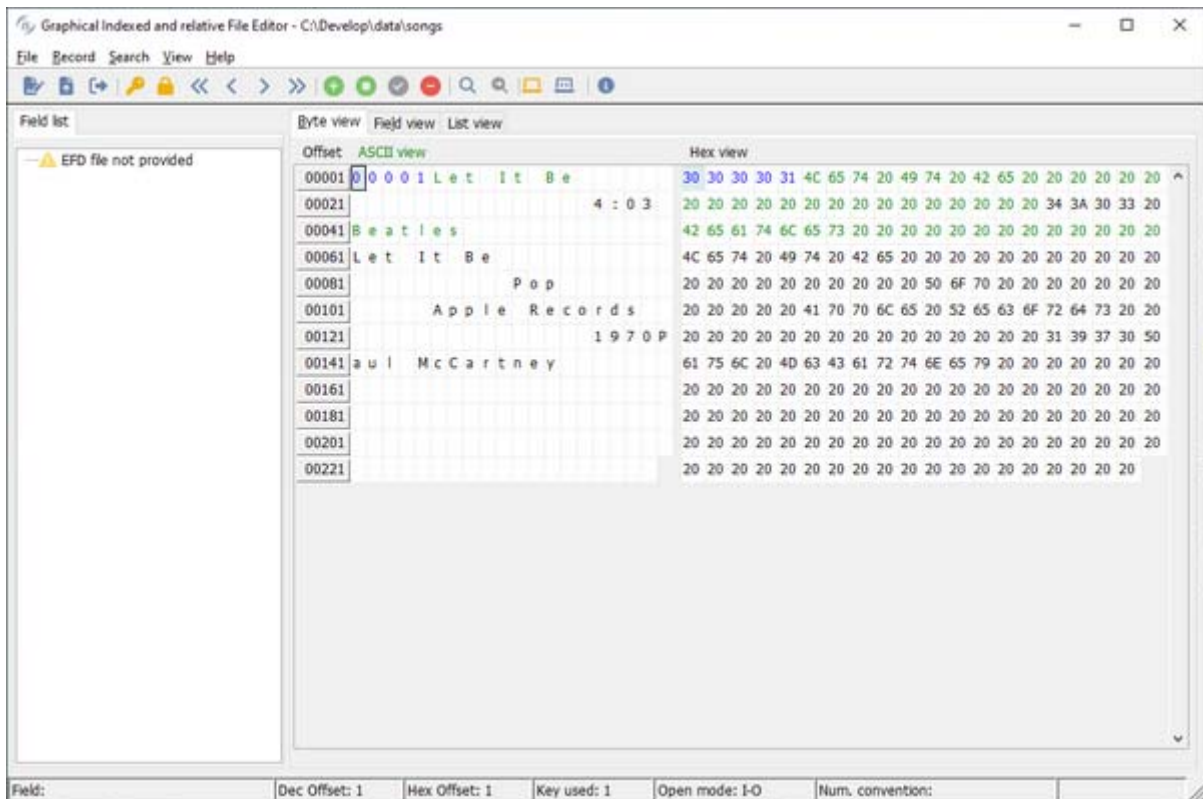 Graphical Indexed and relative File Editor - C:\Develop\data\songs
File Record Search View Help
Field list
Byte view Field view List view
EFD file not provided
Offset ASCII view Hex view
00001 0 0 0 0 1 L e t I t B e 30 30 30 30 31 4C 65 74 20 49 74 20 42 65 20 20 20 20 20 20
00021 4 : 0 3 20 20 20 20 20 20 20 20 20 20 20 20 20 20 20 34 3A 30 33 20
00041 B e a t l e s 42 65 61 74 6C 65 73 20 20 20 20 20 20 20 20 20 20 20 20 20
00061 L e t I t B e 4C 65 74 20 49 74 20 42 65 20 20 20 20 20 20 20 20 20 20 20
00081 P o p 20 20 20 20 20 20 20 20 20 20 50 6F 70 20 20 20 20 20 20 20
00101 A p p l e R e c o r d s 20 20 20 20 20 41 70 70 6C 65 20 52 65 63 6F 72 64 73 20 20
00121 1 9 7 0 P 20 20 20 20 20 20 20 20 20 20 20 20 20 20 20 31 39 37 30 50
00141 a u l M c C a r t n e y 61 75 6C 20 4D 63 43 61 72 74 6E 65 79 20 20 20 20 20 20 20
00161 20 20 20 20 20 20 20 20 20 20 20 20 20 20 20 20 20 20 20 20
00181 20 20 20 20 20 20 20 20 20 20 20 20 20 20 20 20 20 20 20 20
00201 20 20 20 20 20 20 20 20 20 20 20 20 20 20 20 20 20 20 20 20
00221 20 20 20 20 20 20 20 20 20 20 20 20 20 20 20 20 20 20 20
Field: Dec Offset: 1 Hex Offset: 1 Key used: 1 Open mode: I-O Num. convention: